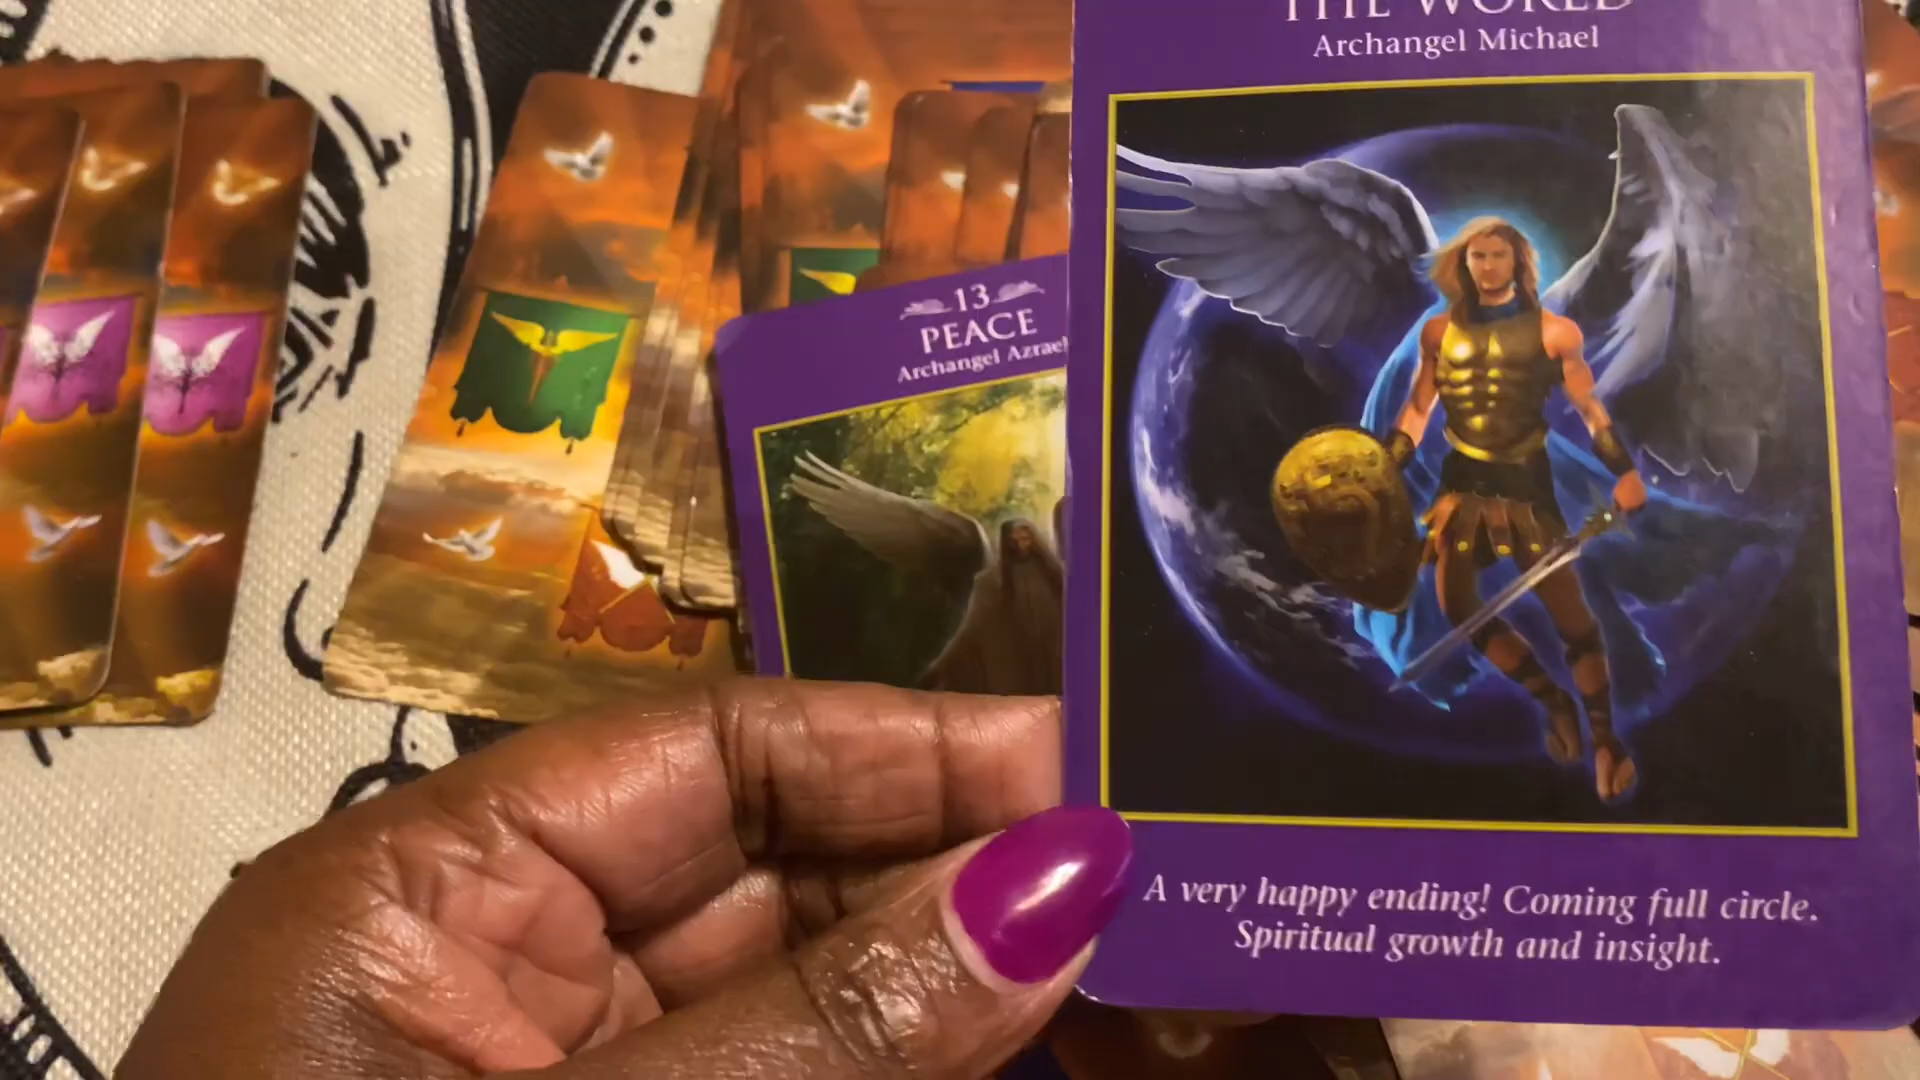 THE WORLD
Archangel Michael
13
PEACE
Archangel Azrael
A very happy ending! Coming full circle.
Spiritual growth and insight.